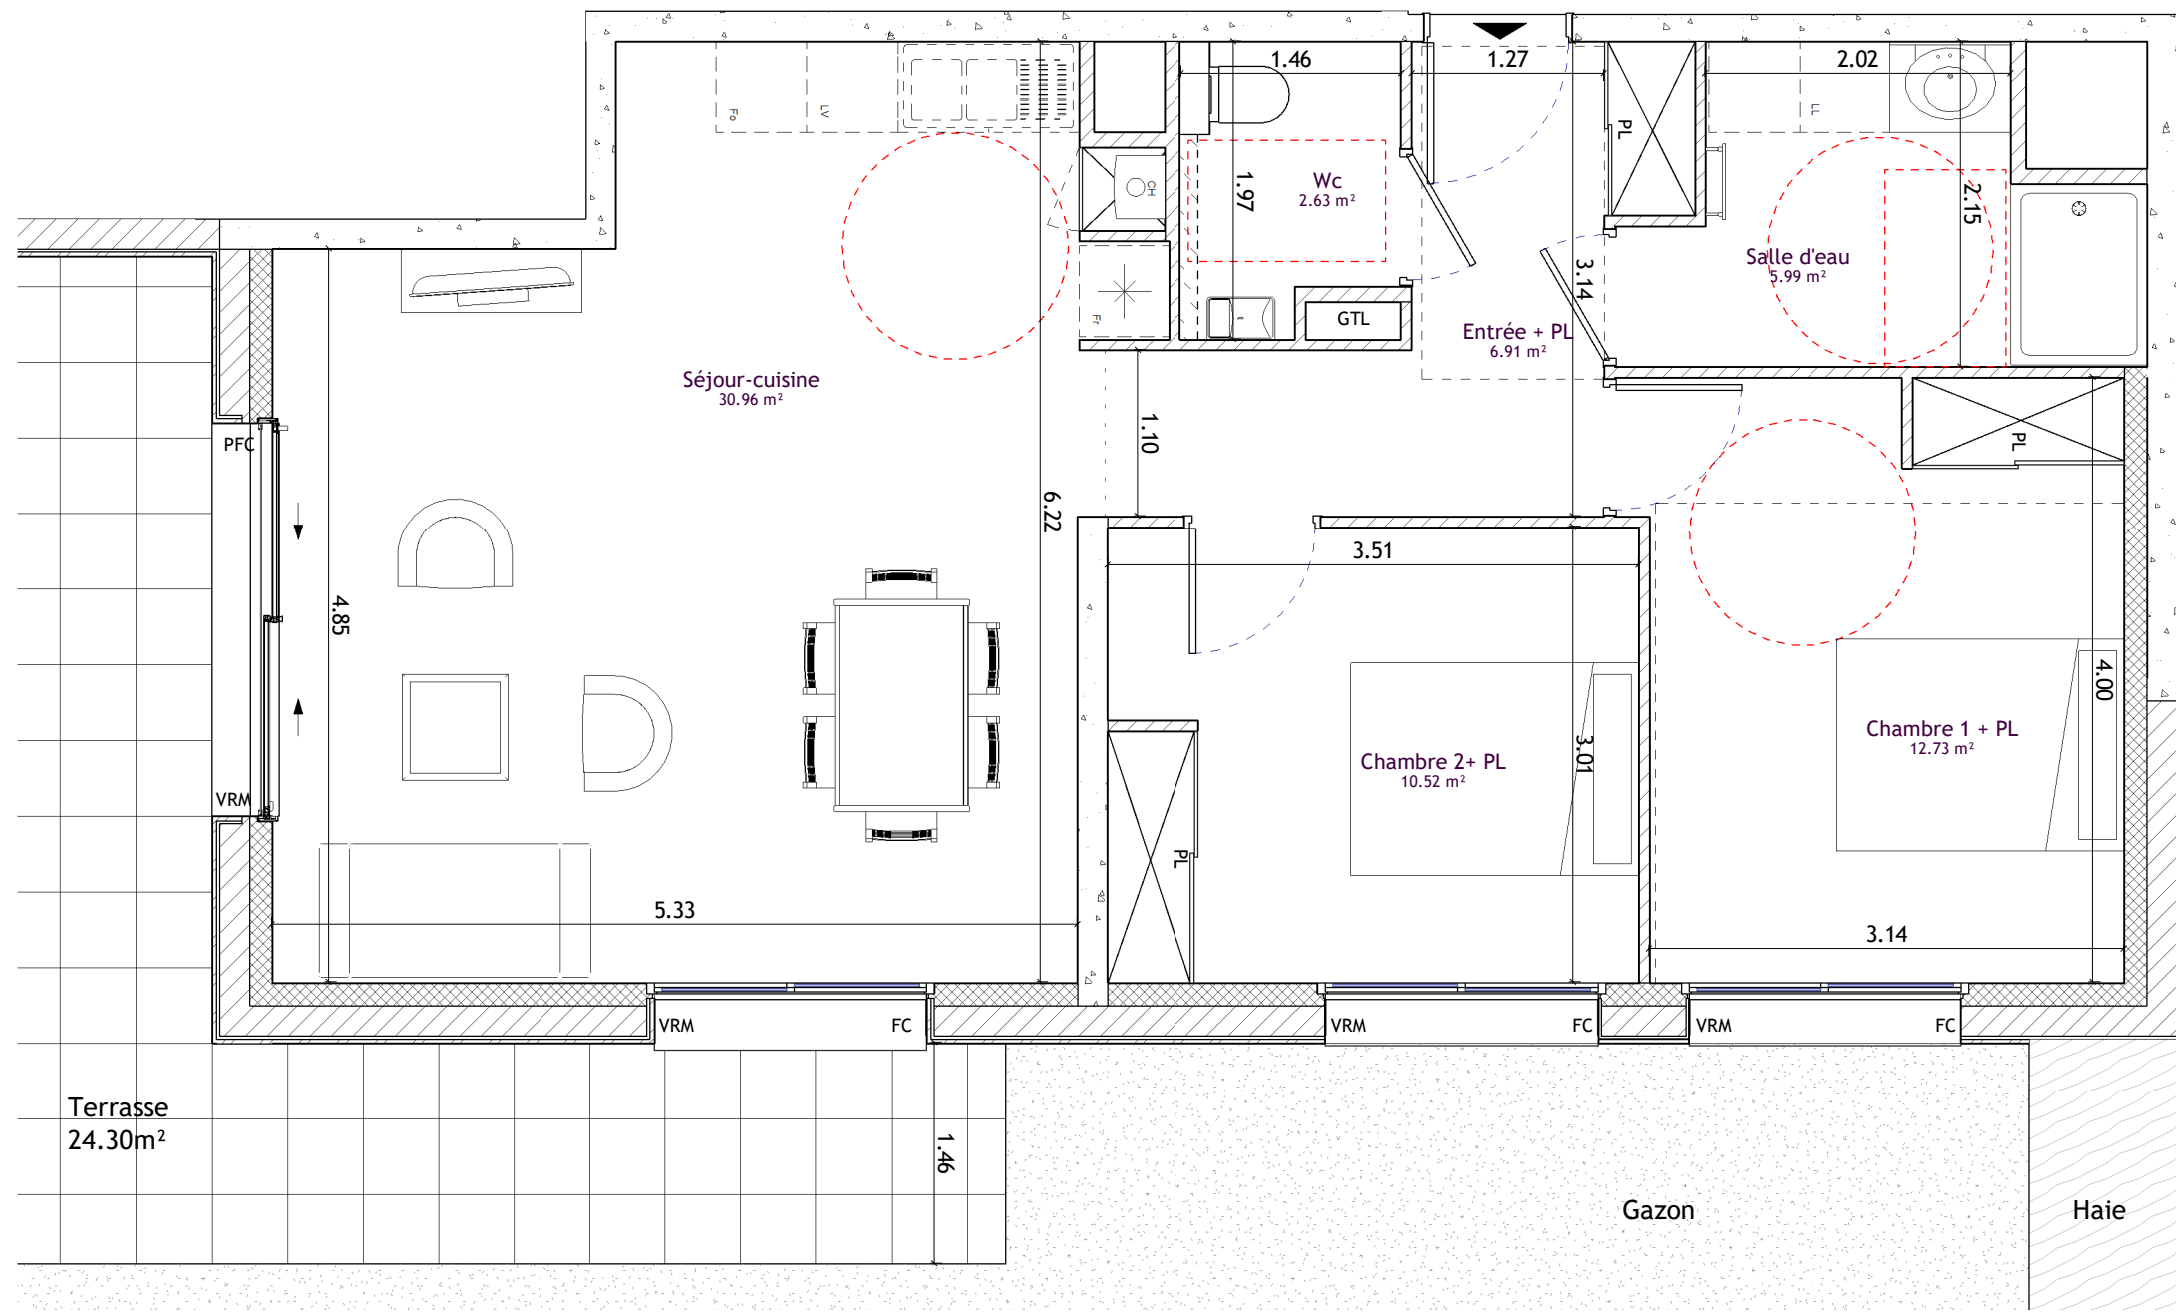 1.46
1.27
2.02
Fo
LV
LL
PL
CH
Wc
2.63 m²
1.97
2.15
Salle d'eau
5.99 m²
3.14
Fr
GTL
Entrée + PL
6.91 m²
Séjour-cuisine
30.96 m²
1.10
PL
PFC
6.22
3.51
4.85
4.00
Chambre 1 + PL
12.73 m²
3.01
Chambre 2+ PL
10.52 m²
VRM
PL
5.33
3.14
VRM
FC
VRM
FC
VRM
FC
Terrasse
24.30m²
1.46
Gazon
Haie